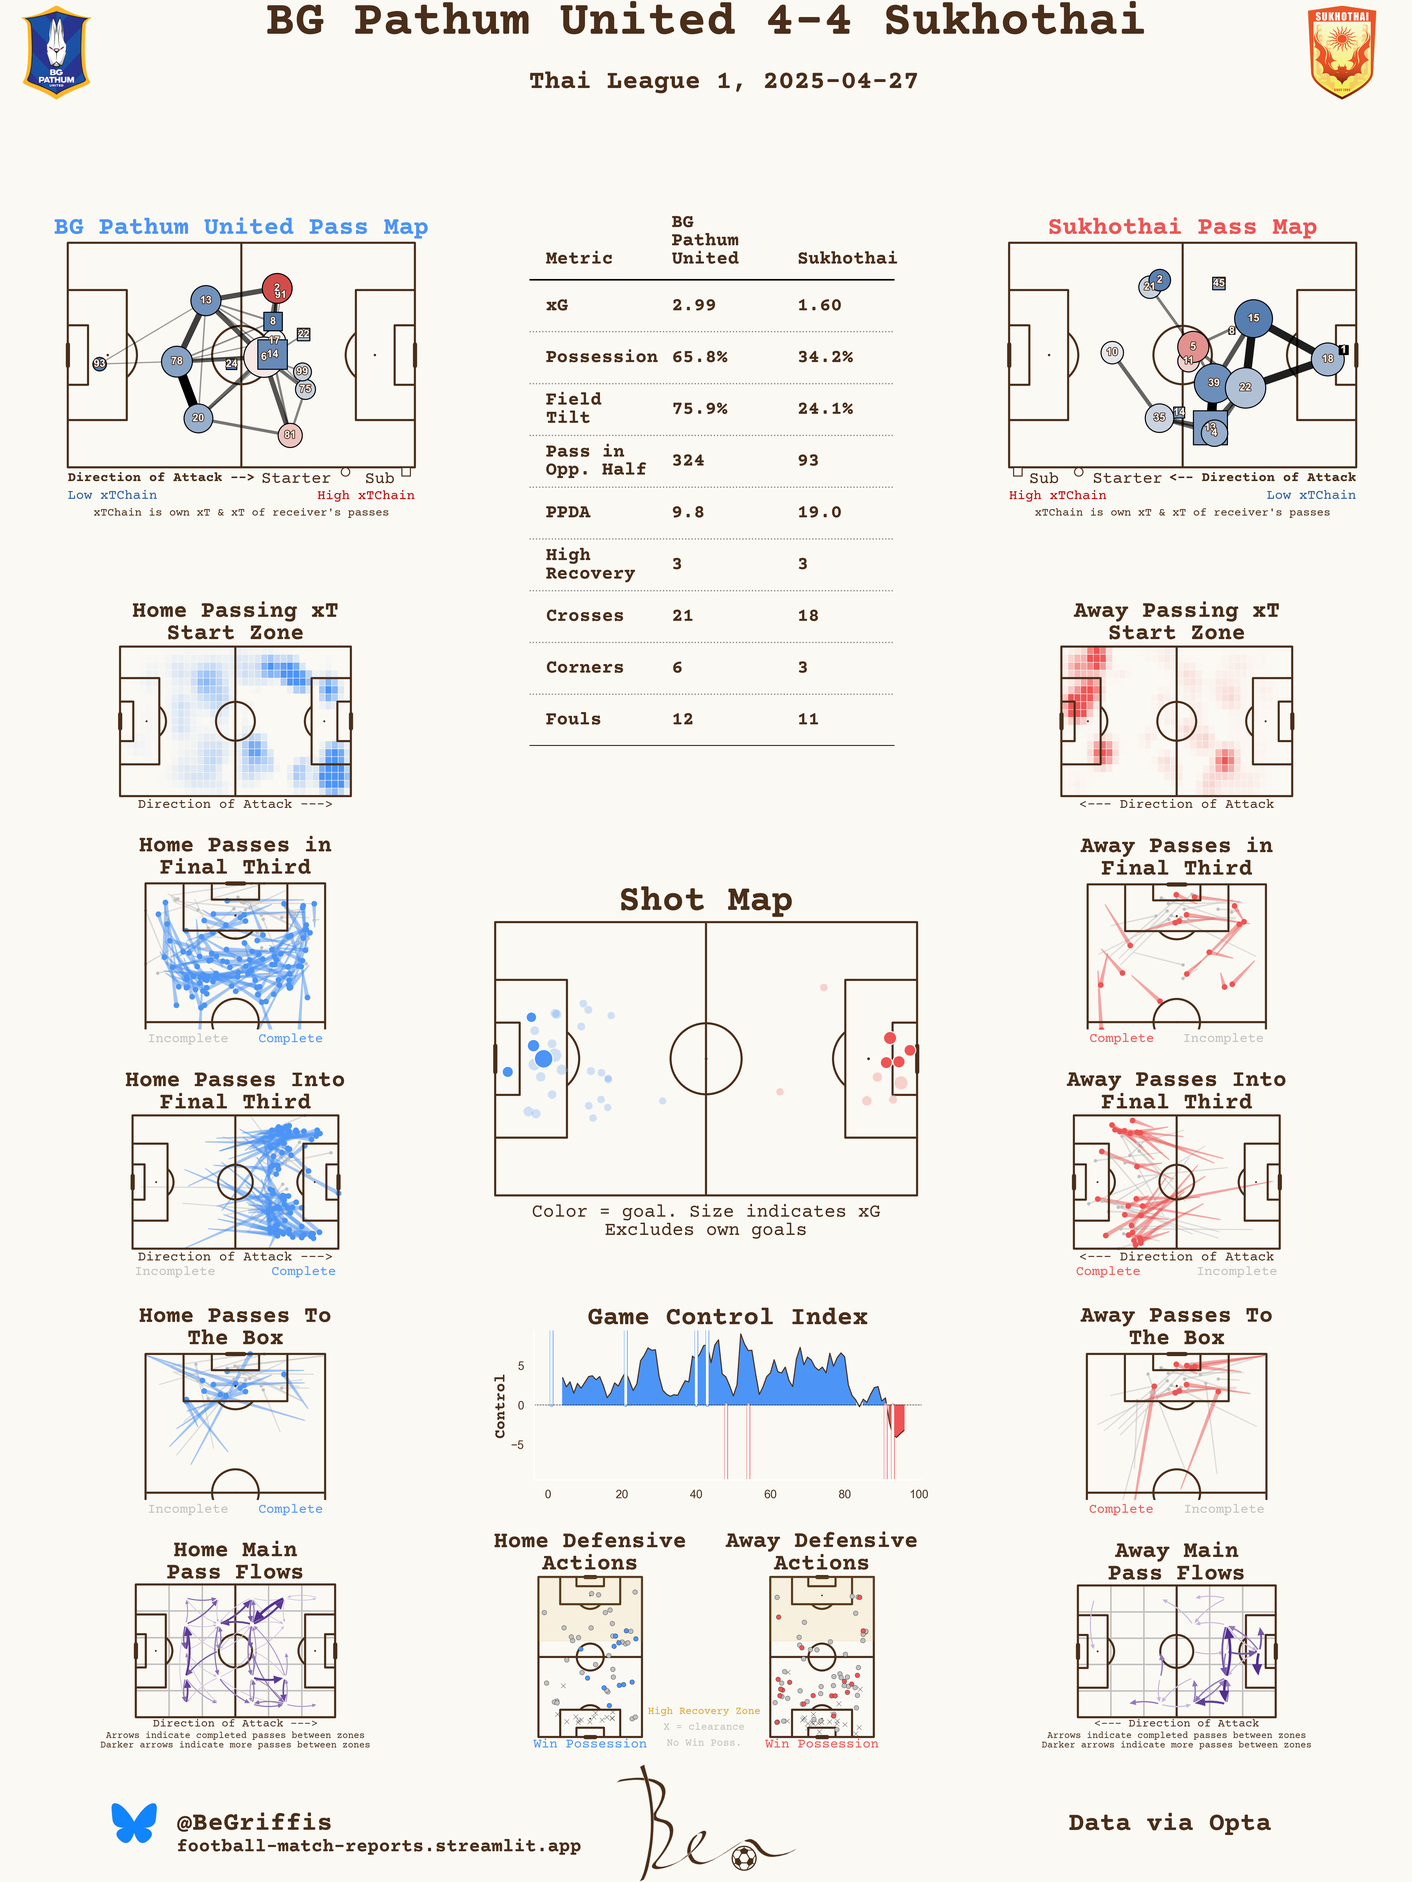 BG Pathum United 4-4 Sukhothai
Thai League 1, 2025-04-27
BG
PATHUM
UNITED
SUKHOTHAI
BG Pathum United Pass Map
93
13
78
20
2
91
8
17
6
14
24
22
99
75
81
Direction of Attack --> Starter Sub
Low xTChain High xTChain
xTChain is own xT & xT of receiver's passes
Metric BG Pathum United Sukhothai
xG 2.99 1.60
Possession 65.8% 34.2%
Field Tilt 75.9% 24.1%
Pass in Opp. Half 324 93
PPDA 9.8 19.0
High Recovery 3 3
Crosses 21 18
Corners 6 3
Fouls 12 11
Sukhothai Pass Map
21
2
45
15
8
5
11
10
18
1
39
22
35
14
13
4
Sub Starter <-- Direction of Attack
High xTChain Low xTChain
xTChain is own xT & xT of receiver's passes
Home Passing xT
Start Zone
Direction of Attack --->
Away Passing xT
Start Zone
<--- Direction of Attack
Home Passes in
Final Third
Incomplete Complete
Away Passes in
Final Third
Complete Incomplete
Shot Map
Color = goal. Size indicates xG
Excludes own goals
Home Passes Into
Final Third
Direction of Attack --->
Incomplete Complete
Away Passes Into
Final Third
<--- Direction of Attack
Complete Incomplete
Home Passes To
The Box
Incomplete Complete
Game Control Index
Control
5
0
−5
0 20 40 60 80 100
Away Passes To
The Box
Complete Incomplete
Home Main
Pass Flows
Direction of Attack --->
Arrows indicate completed passes between zones
Darker arrows indicate more passes between zones
Home Defensive
Actions
Win Possession
High Recovery Zone
X = clearance
No Win Poss.
Away Defensive
Actions
Win Possession
Away Main
Pass Flows
<--- Direction of Attack
Arrows indicate completed passes between zones
Darker arrows indicate more passes between zones
@BeGriffis
football-match-reports.streamlit.app
Ben
Data via Opta